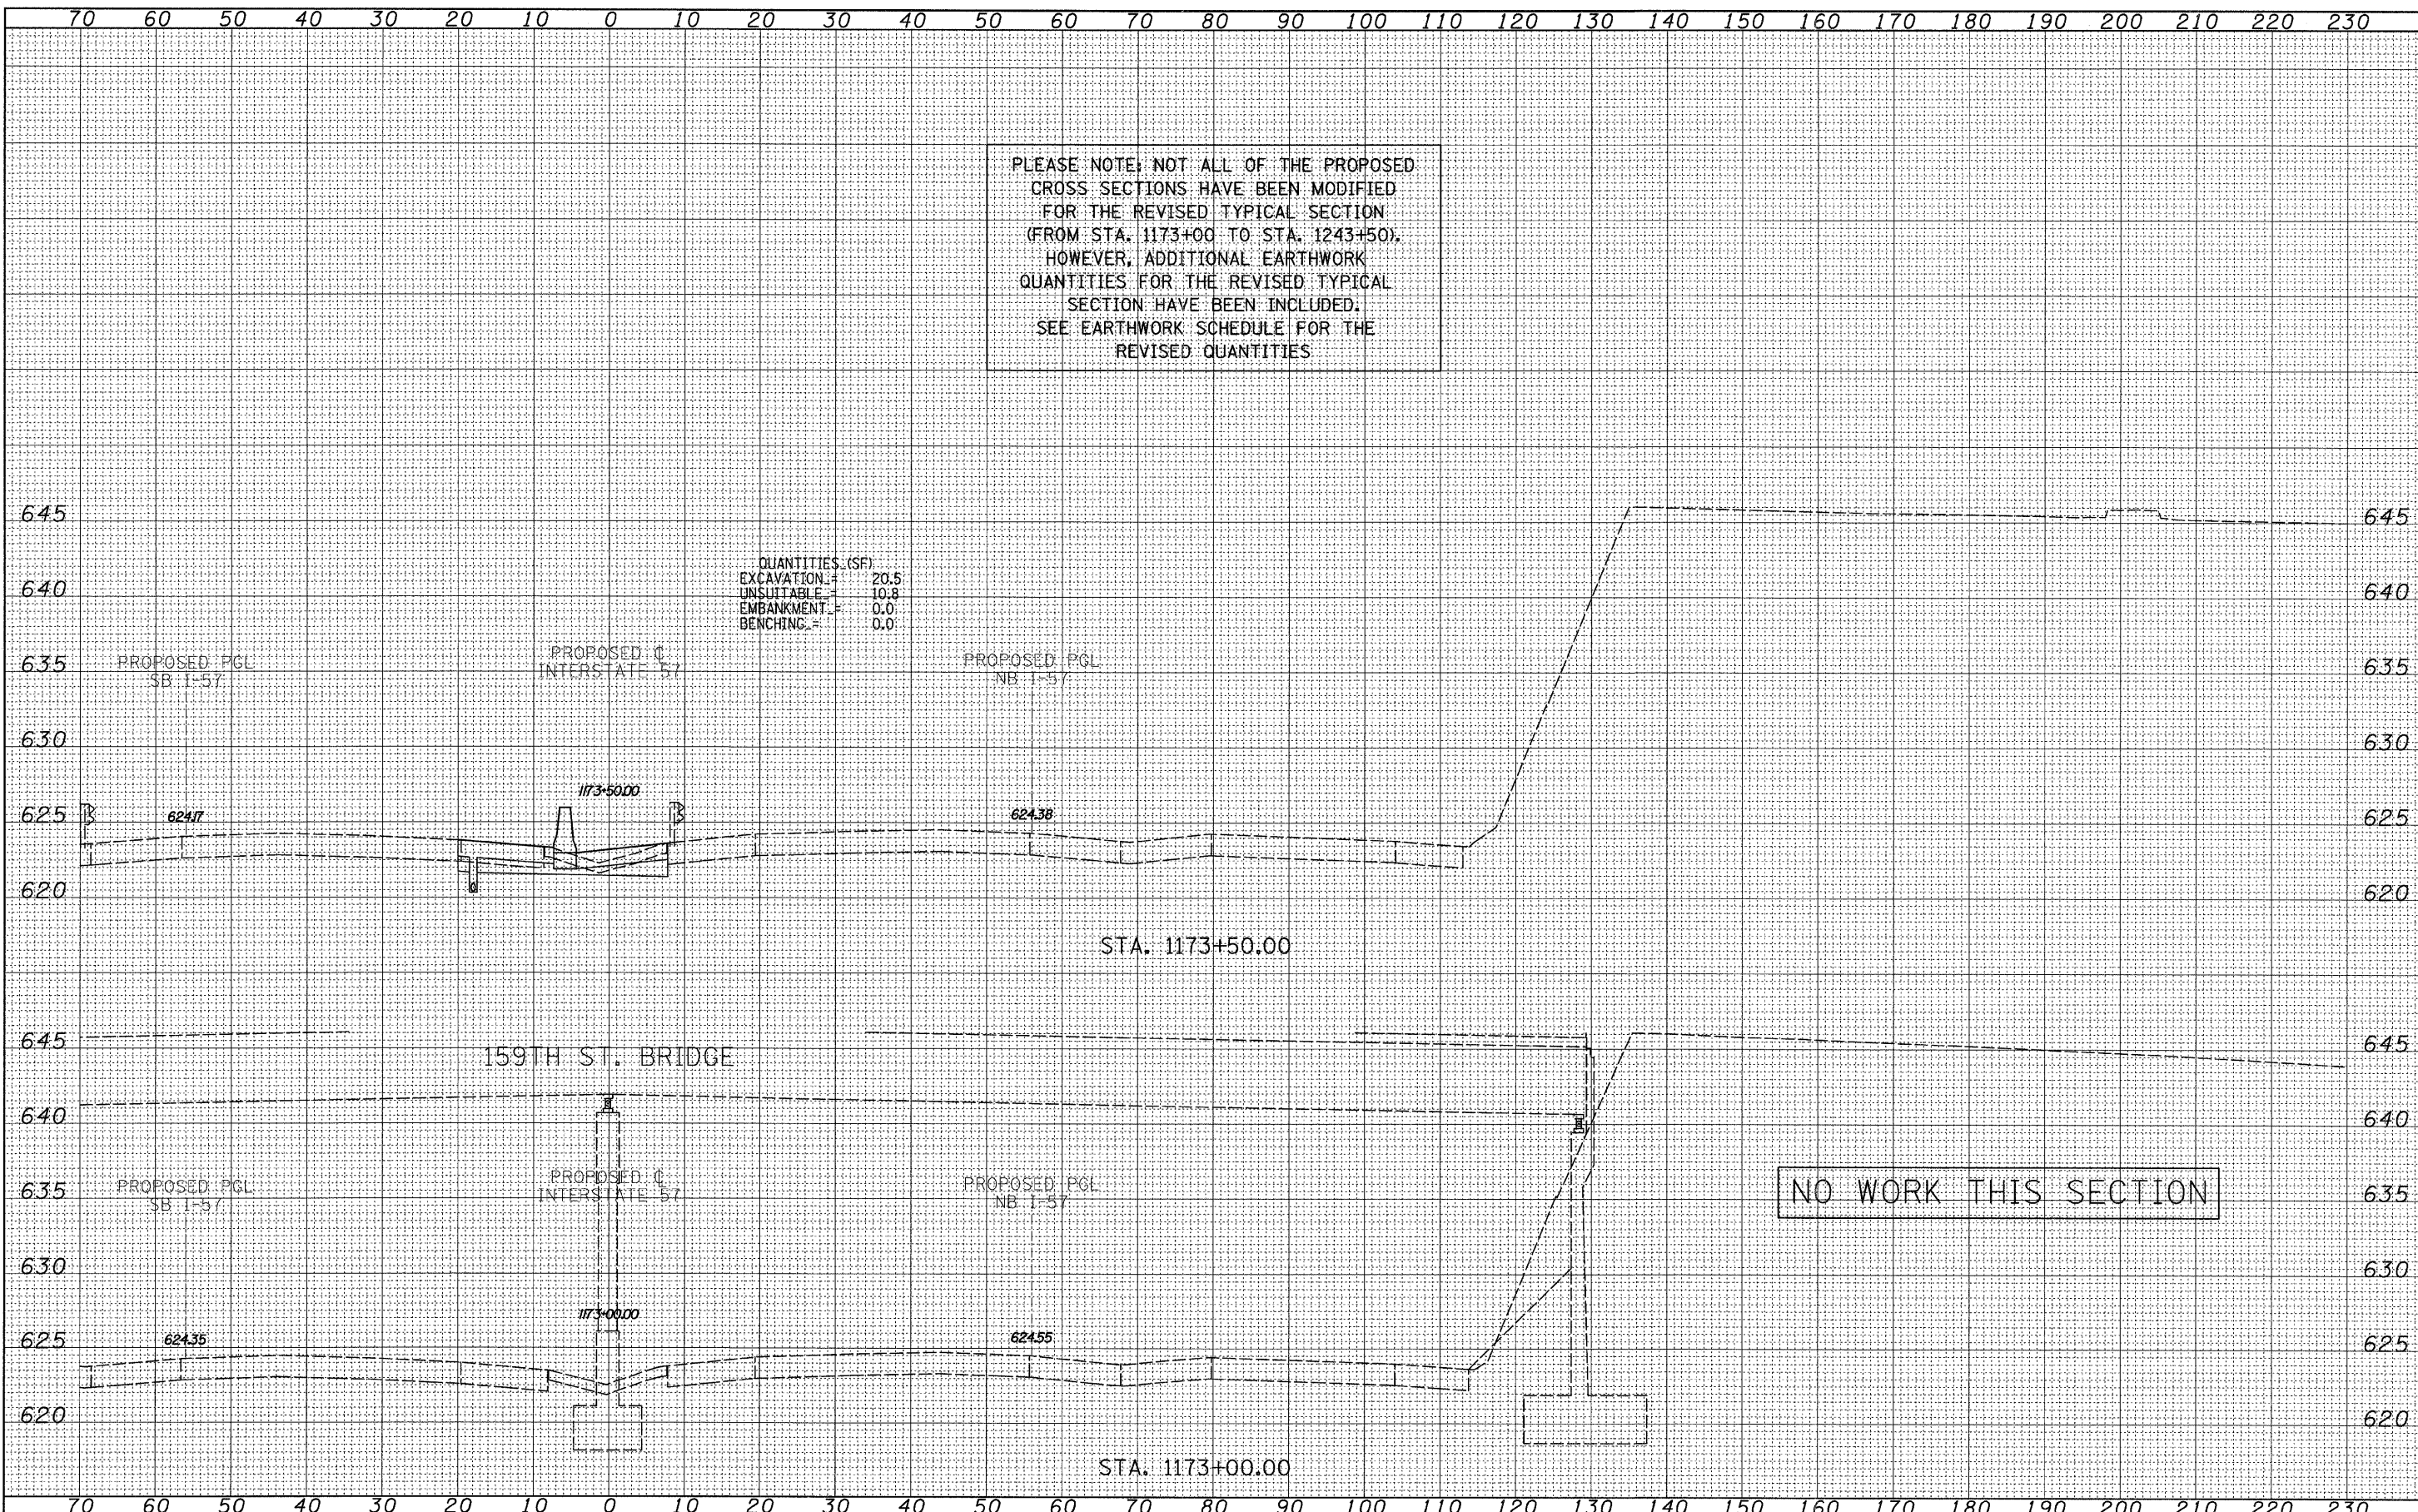 70 60 50 40 30 20 10 0 10 20 30 40 50 60 70 80 90 100 110 120 130 140 150 160 170 180 190 200 210 220 230
PLEASE NOTE: NOT ALL OF THE PROPOSED
CROSS SECTIONS HAVE BEEN MODIFIED
FOR THE REVISED TYPICAL SECTION
(FROM STA. 1173+00 TO STA. 1243+50).
HOWEVER, ADDITIONAL EARTHWORK
QUANTITIES FOR THE REVISED TYPICAL
SECTION HAVE BEEN INCLUDED.
SEE EARTHWORK SCHEDULE FOR THE
REVISED QUANTITIES
645 645
QUANTITIES_(SF)
EXCAVATION_= 20.5
UNSUITABLE_= 10.8
EMBANKMENT_= 0.0
BENCHING_= 0.0
640 640
PROPOSED PGL
SB I-57
PROPOSED ℄
INTERSTATE 57
PROPOSED PGL
NB I-57
635 635
630 630
1173+50.00
625 624.17 624.38 625
620 620
STA. 1173+50.00
645 645
159TH ST. BRIDGE
640 640
PROPOSED PGL
SB I-57
PROPOSED ℄
INTERSTATE 57
PROPOSED PGL
NB I-57
635 635
NO WORK THIS SECTION
630 630
1173+00.00
625 624.35 624.55 625
620 620
STA. 1173+00.00
70 60 50 40 30 20 10 0 10 20 30 40 50 60 70 80 90 100 110 120 130 140 150 160 170 180 190 200 210 220 230